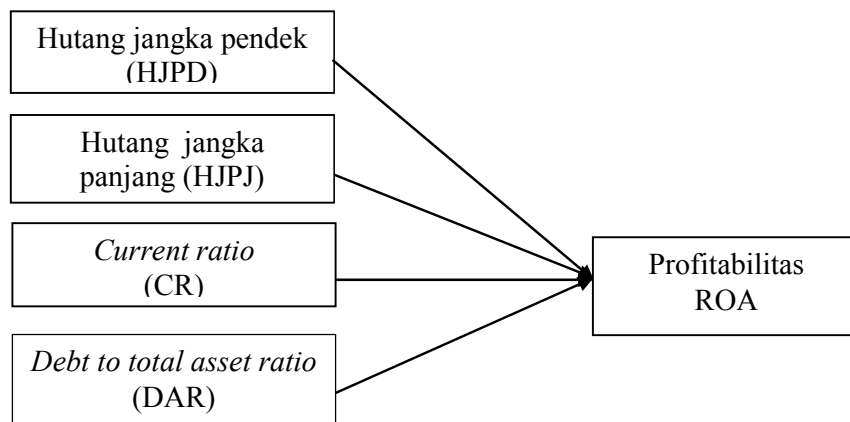 Hutang jangka pendek
(HJPD)
Hutang jangka
panjang (HJPJ)
Current ratio
(CR)
Debt to total asset ratio
(DAR)
Profitabilitas
ROA